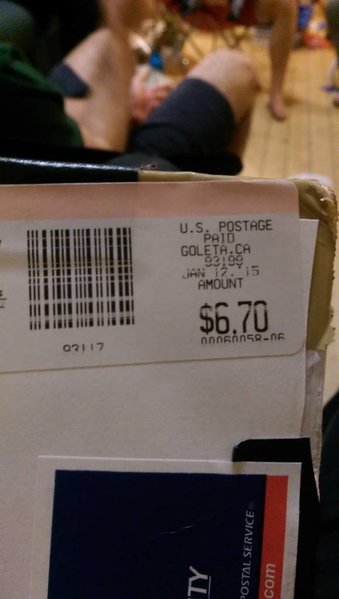 U.S. POSTAGE
PAID
GOLETA.CA
93199
JAN 12, 15
AMOUNT
$6.70
00060058-06
93117
POSTAL SERVICE®
TY
.com